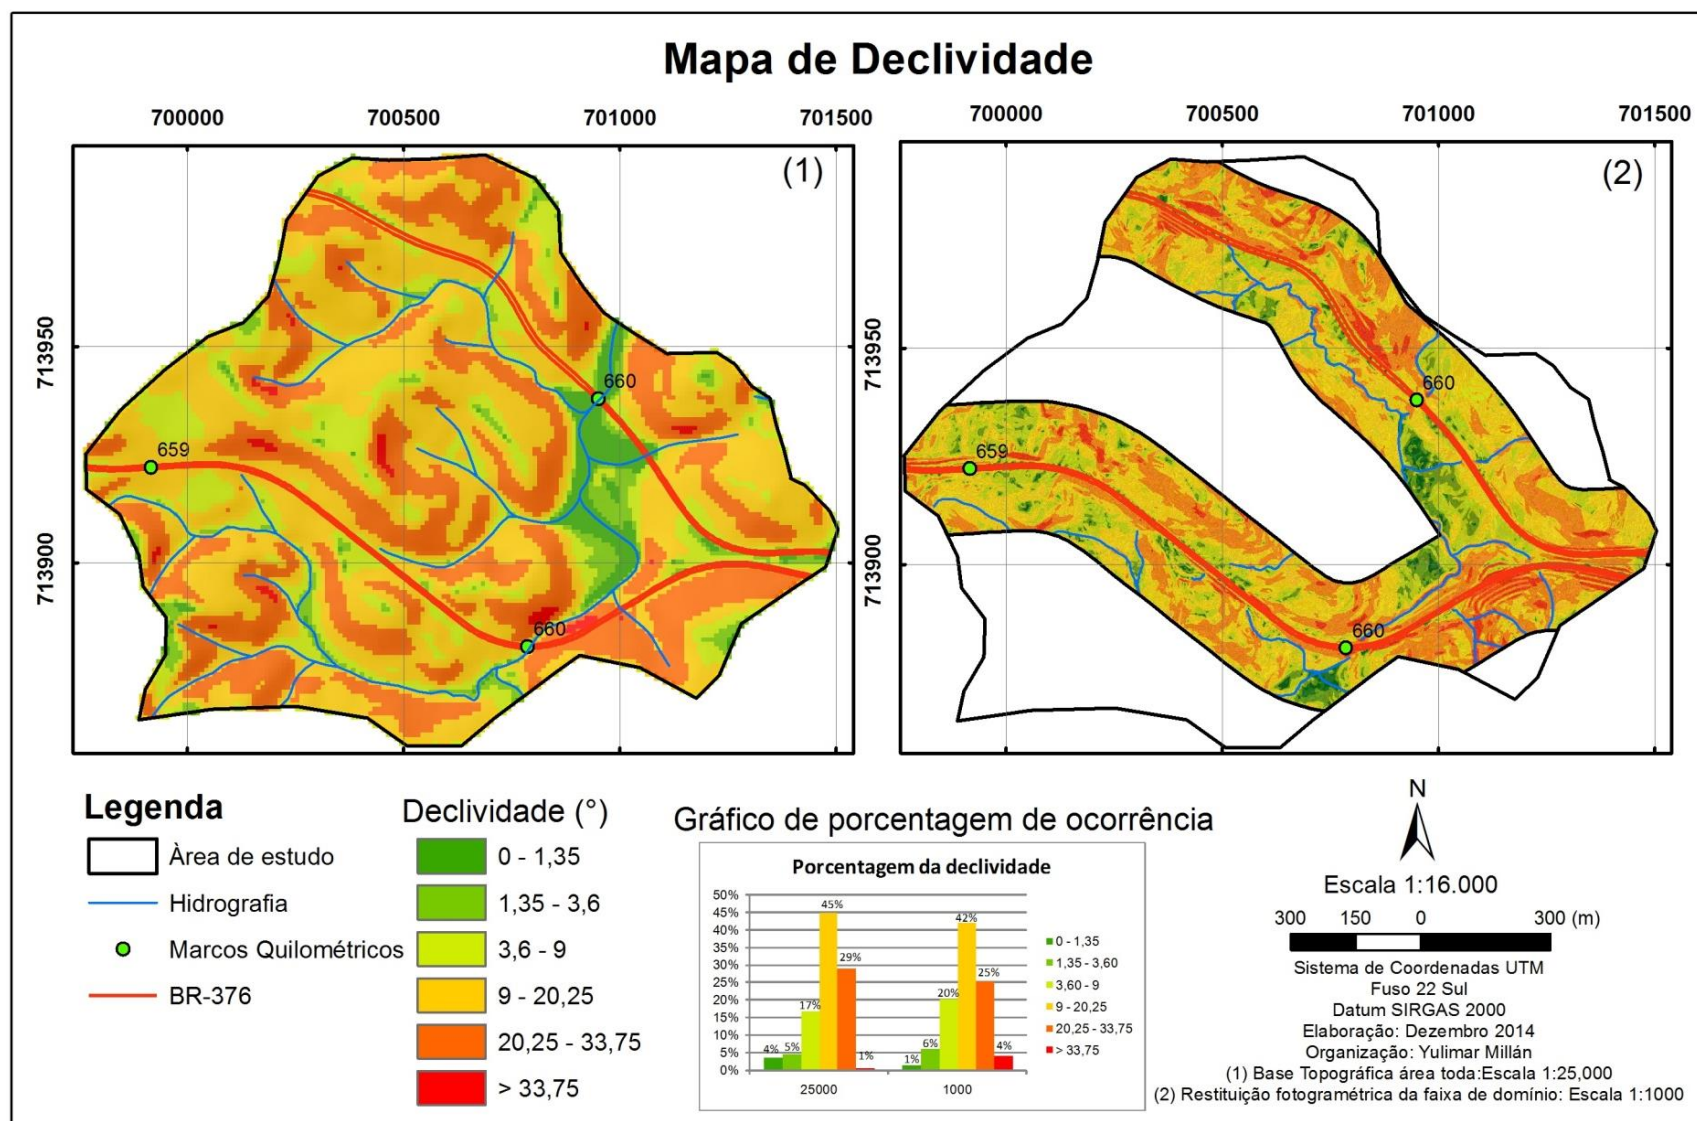 Mapa de Declividade
700000 700500 701000 701500 700000 700500 701000 701500
(1) (2)
7139500 7139500
660 660
659 659
7139000 7139000
660 660
Legenda
Àrea de estudo
Hidrografia
Marcos Quilométricos
BR-376
Declividade (°)
0 - 1,35
1,35 - 3,6
3,6 - 9
9 - 20,25
20,25 - 33,75
> 33,75
Gráfico de porcentagem de ocorrência
Porcentagem da declividade
50%
45%
40%
35%
30%
25%
20%
15%
10%
5%
0%
4% 5% 17% 45% 29% 1%
1% 6% 20% 42% 25% 4%
25000 1000
0 - 1,35
1,35 - 3,60
3,60 - 9
9 - 20,25
20,25 - 33,75
> 33,75
N
Escala 1:16.000
300 150 0 300 (m)
Sistema de Coordenadas UTM
Fuso 22 Sul
Datum SIRGAS 2000
Elaboração: Dezembro 2014
Organização: Yulimar Millán
(1) Base Topográfica área toda:Escala 1:25,000
(2) Restituição fotogramétrica da faixa de domínio: Escala 1:1000